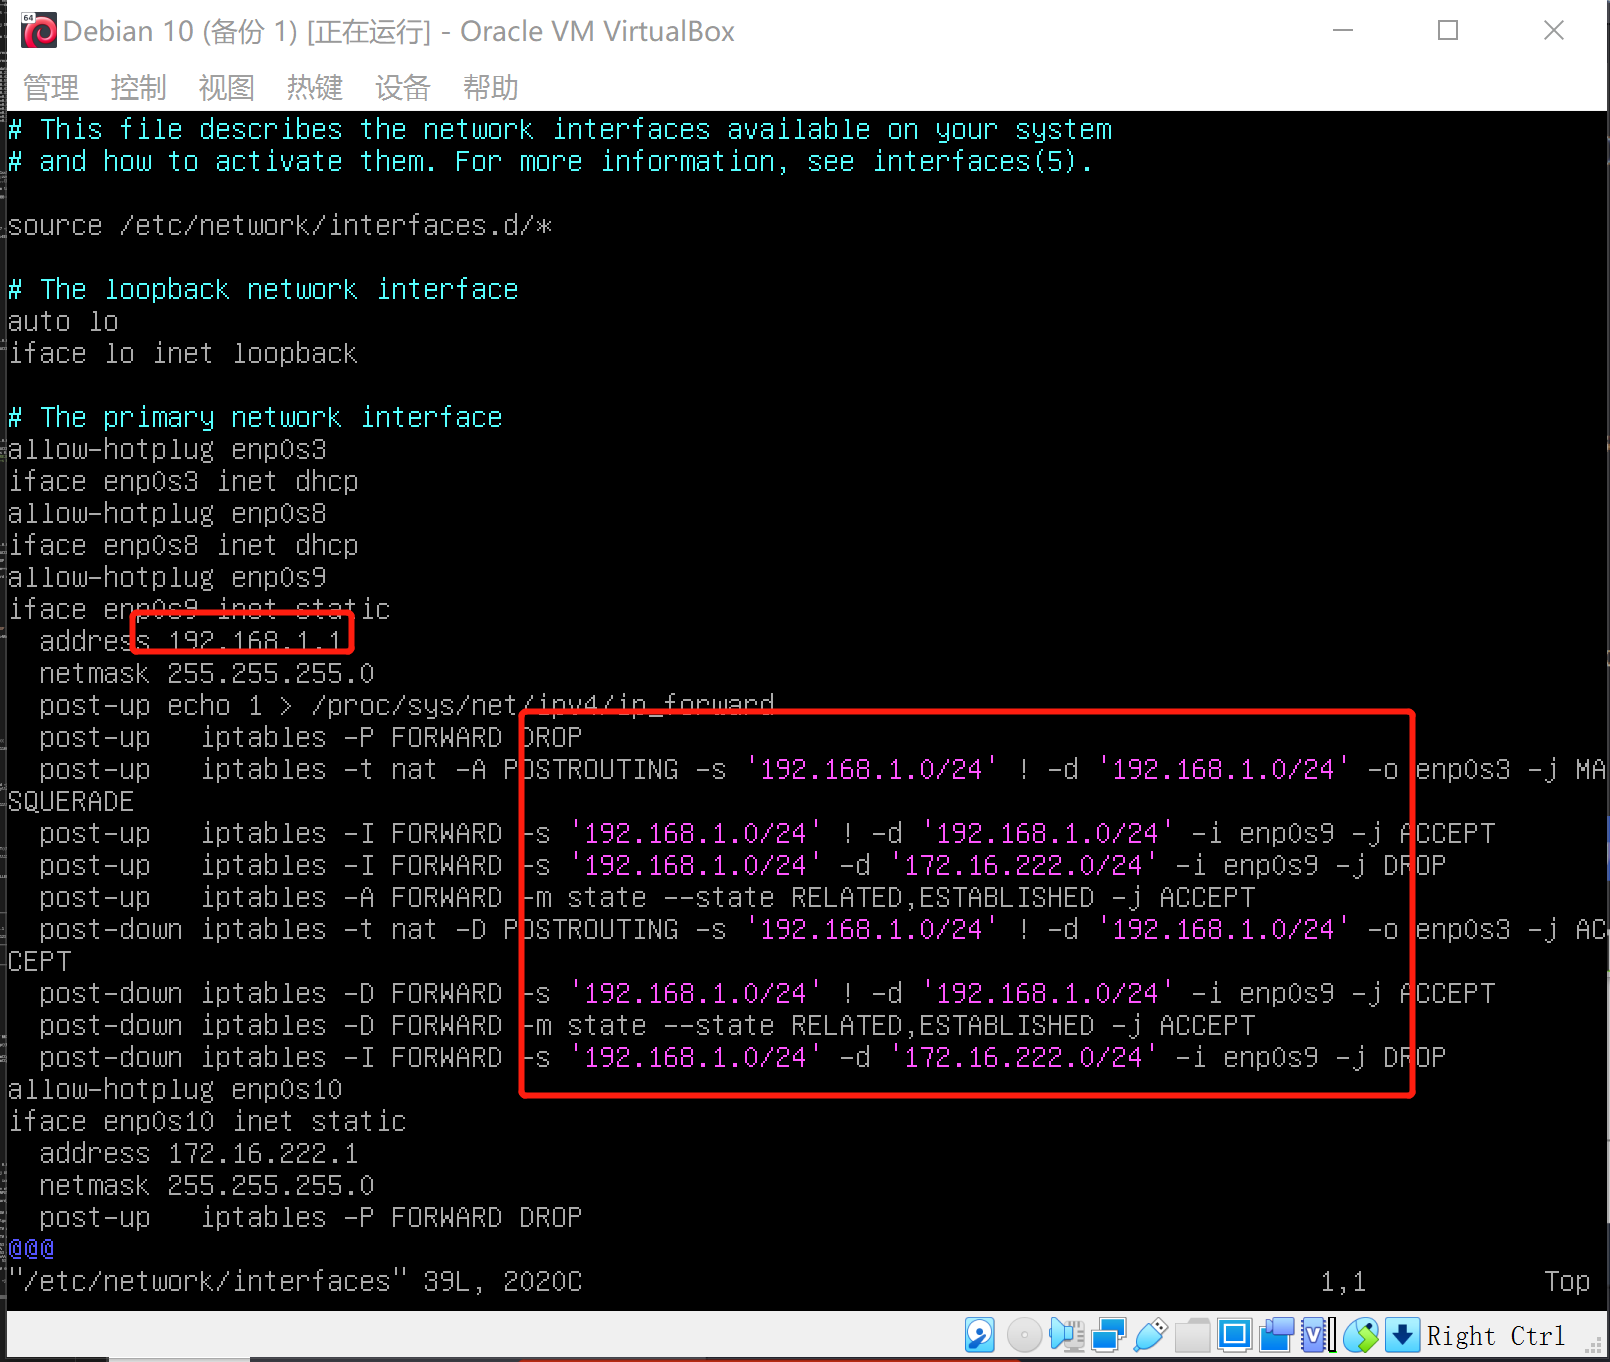 64
Debian 10 (备份 1) [正在运行] - Oracle VM VirtualBox
管理 控制 视图 热键 设备 帮助
# This file describes the network interfaces available on your system
# and how to activate them. For more information, see interfaces(5).
source /etc/network/interfaces.d/*
# The loopback network interface
auto lo
iface lo inet loopback
# The primary network interface
allow-hotplug enp0s3
iface enp0s3 inet dhcp
allow-hotplug enp0s8
iface enp0s8 inet dhcp
allow-hotplug enp0s9
iface enp0s9 inet static
  address 192.168.1.1
  netmask 255.255.255.0
  post-up echo 1 > /proc/sys/net/ipv4/ip_forward
  post-up   iptables -P FORWARD DROP
  post-up   iptables -t nat -A POSTROUTING -s '192.168.1.0/24' ! -d '192.168.1.0/24' -o enp0s3 -j MA
SQUERADE
  post-up   iptables -I FORWARD -s '192.168.1.0/24' ! -d '192.168.1.0/24' -i enp0s9 -j ACCEPT
  post-up   iptables -I FORWARD -s '192.168.1.0/24' -d '172.16.222.0/24' -i enp0s9 -j DROP
  post-up   iptables -A FORWARD -m state --state RELATED,ESTABLISHED -j ACCEPT
  post-down iptables -t nat -D POSTROUTING -s '192.168.1.0/24' ! -d '192.168.1.0/24' -o enp0s3 -j AC
CEPT
  post-down iptables -D FORWARD -s '192.168.1.0/24' ! -d '192.168.1.0/24' -i enp0s9 -j ACCEPT
  post-down iptables -D FORWARD -m state --state RELATED,ESTABLISHED -j ACCEPT
  post-down iptables -I FORWARD -s '192.168.1.0/24' -d '172.16.222.0/24' -i enp0s9 -j DROP
allow-hotplug enp0s10
iface enp0s10 inet static
  address 172.16.222.1
  netmask 255.255.255.0
  post-up   iptables -P FORWARD DROP
@@@
"/etc/network/interfaces" 39L, 2020C 1,1 Top
Right Ctrl